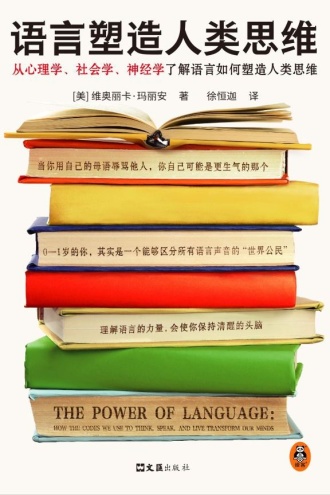 语言塑造人类思维
从心理学、社会学、神经学了解语言如何塑造人类思维
[美] 维奥丽卡·玛丽安 著 徐恒迦 译
当你用自己的母语辱骂他人，你自己可能是更生气的那个
0—1岁的你，其实是一个能够区分所有语言声音的“世界公民”
理解语言的力量，会使你保持清醒的头脑
THE POWER OF LANGUAGE:
HOW THE CODES WE USE TO THINK, SPEAK, AND LIVE TRANSFORM OUR MINDS
文汇出版社
读客